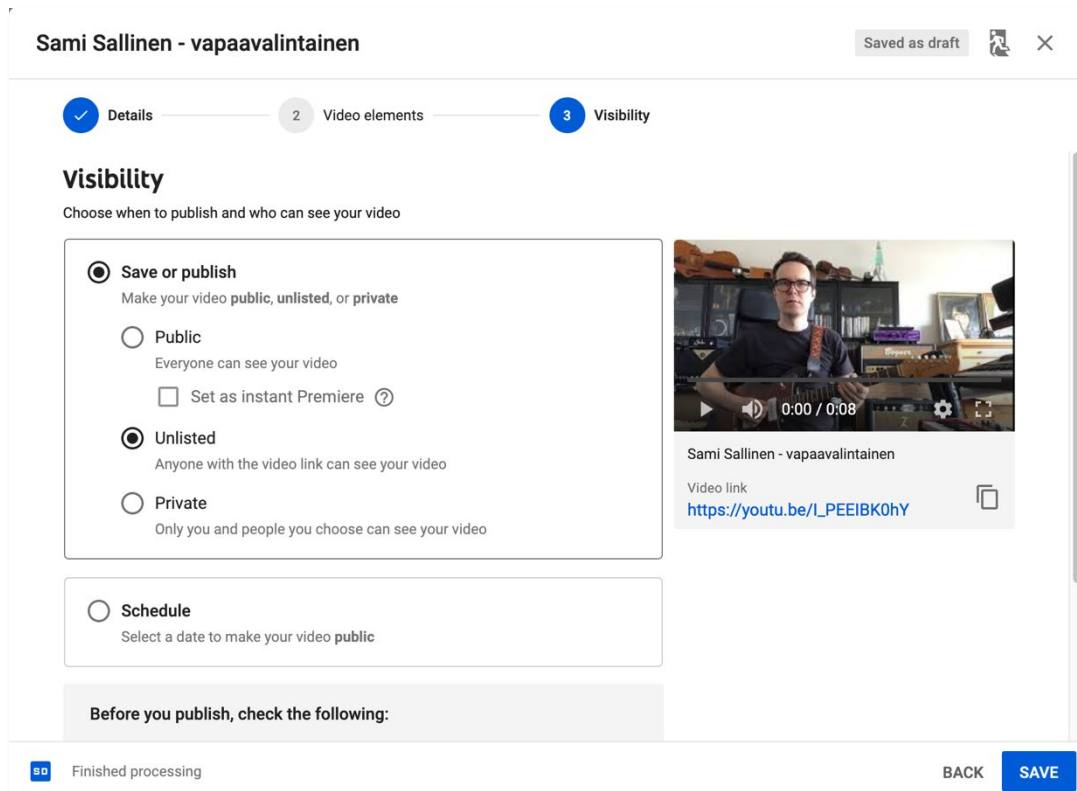 Sami Sallinen - vapaavalintainen
Saved as draft
Details
2
Video elements
3
Visibility
Visibility
Choose when to publish and who can see your video
Save or publish
Make your video public, unlisted, or private
Public
Everyone can see your video
Set as instant Premiere
Unlisted
Anyone with the video link can see your video
Private
Only you and people you choose can see your video
0:00 / 0:08
Sami Sallinen - vapaavalintainen
Video link
https://youtu.be/I_PEEIBK0hY
Schedule
Select a date to make your video public
Before you publish, check the following:
SD
Finished processing
BACK
SAVE